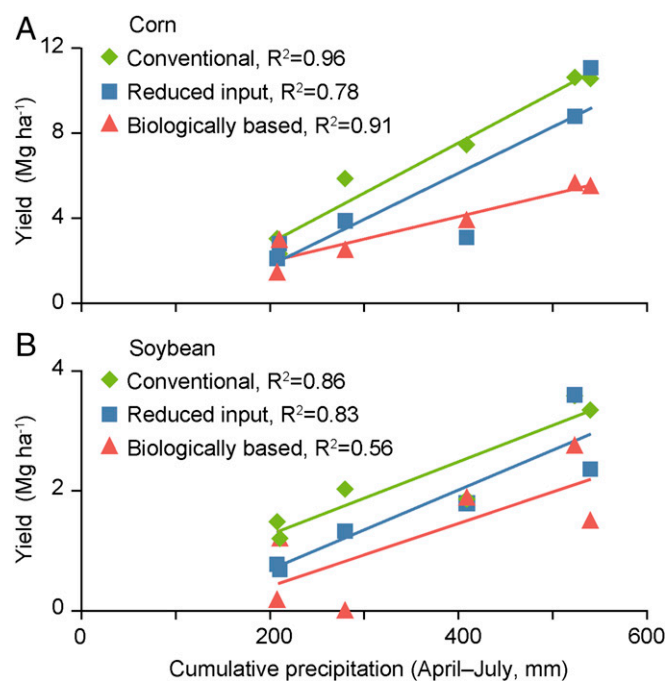 A
Corn
Conventional, R²=0.96
Reduced input, R²=0.78
Biologically based, R²=0.91
12
8
4
0
Yield (Mg ha⁻¹)
B
Soybean
Conventional, R²=0.86
Reduced input, R²=0.83
Biologically based, R²=0.56
4
2
0
Yield (Mg ha⁻¹)
0 200 400 600
Cumulative precipitation (April–July, mm)